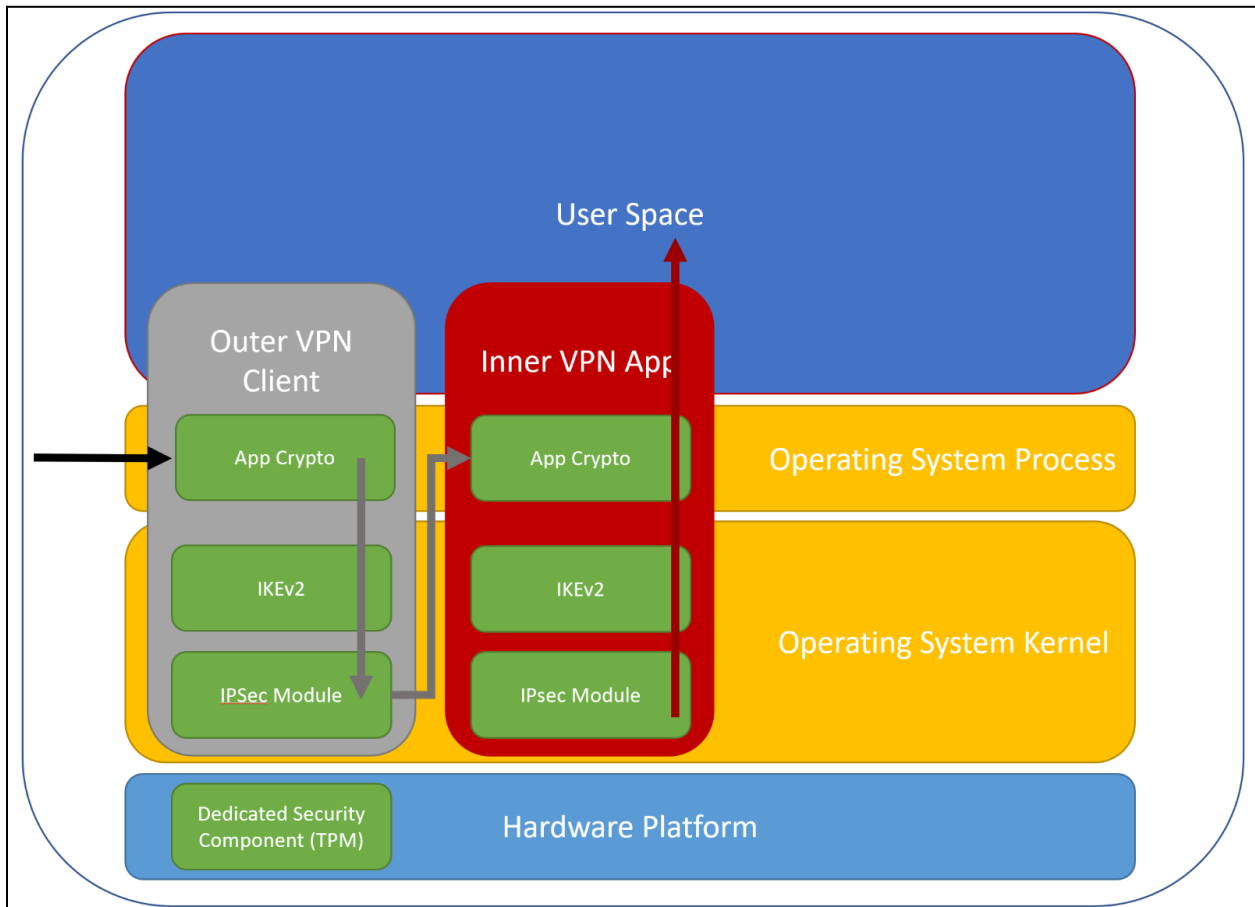 User Space
Outer VPN
Client
Inner VPN App
App Crypto
App Crypto
Operating System Process
IKEv2
IKEv2
Operating System Kernel
IPSec Module
IPsec Module
Dedicated Security
Component (TPM)
Hardware Platform